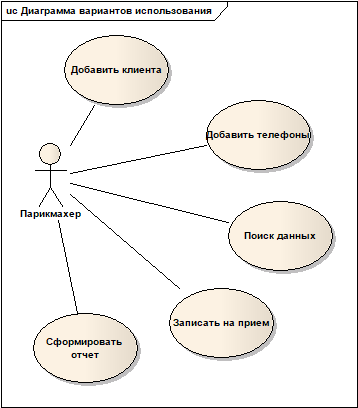 uc Диаграмма вариантов использования
Добавить клиента
Добавить телефоны
Парикмахер
Поиск данных
Записать на прием
Сформировать
отчет